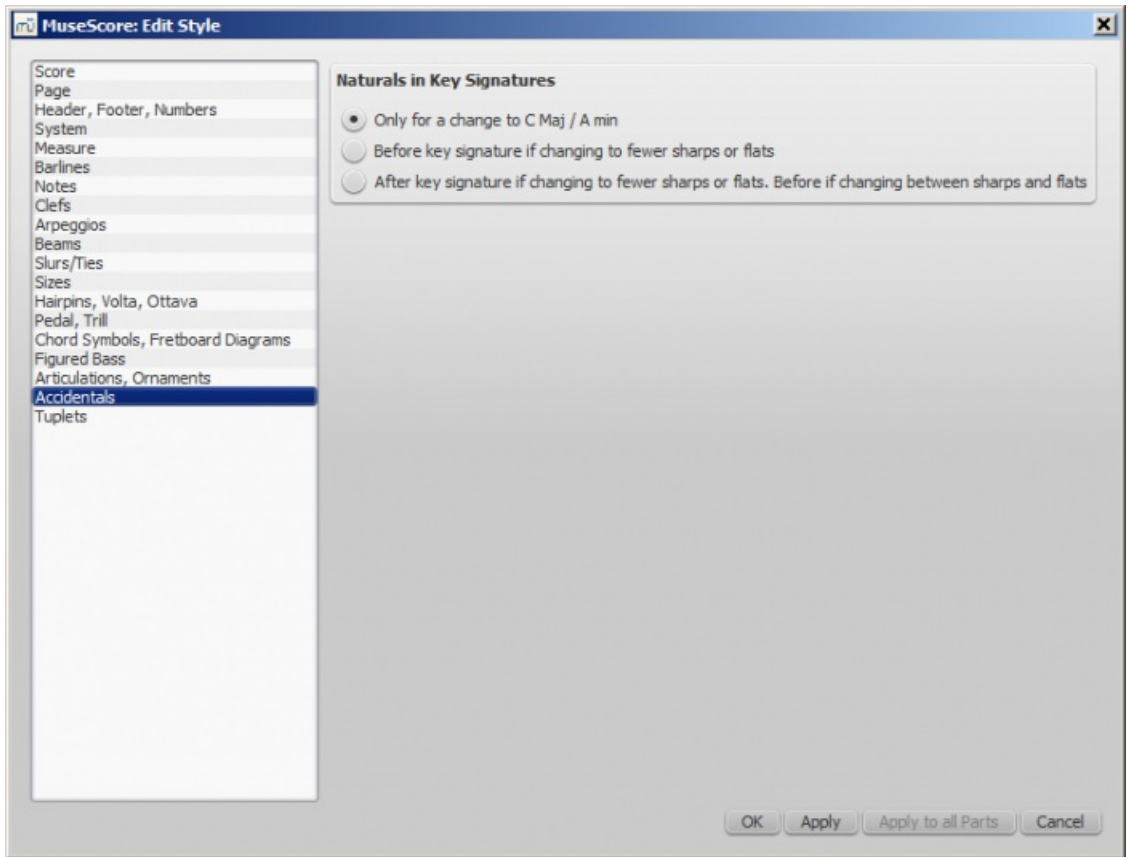 MuseScore: Edit Style
Score
Page
Header, Footer, Numbers
System
Measure
Barlines
Notes
Clefs
Arpeggios
Beams
Slurs/Ties
Sizes
Hairpins, Volta, Ottava
Pedal, Trill
Chord Symbols, Fretboard Diagrams
Figured Bass
Articulations, Ornaments
Accidentals
Tuplets
Naturals in Key Signatures
Only for a change to C Maj / A min
Before key signature if changing to fewer sharps or flats
After key signature if changing to fewer sharps or flats. Before if changing between sharps and flats
OK Apply Apply to all Parts Cancel